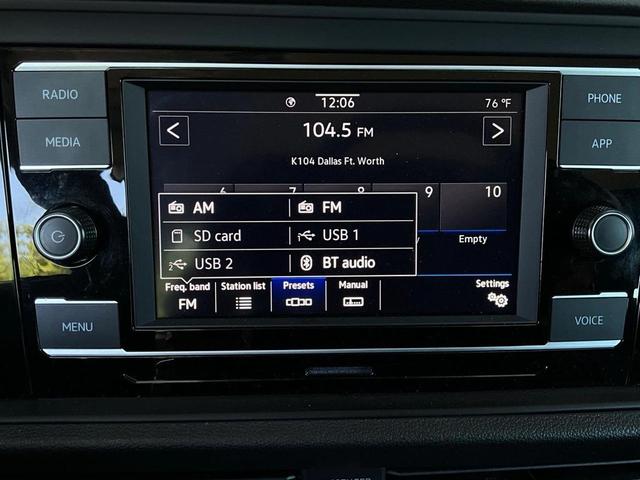 RADIO
MEDIA
MENU
12:06
76 °F
104.5 FM
K104 Dallas Ft. Worth
6 7 8 9 10
AM FM
SD card USB 1
2 USB 2 BT audio
Empty
Freq. band Station list Presets Manual Settings
FM
PHONE
APP
VOICE